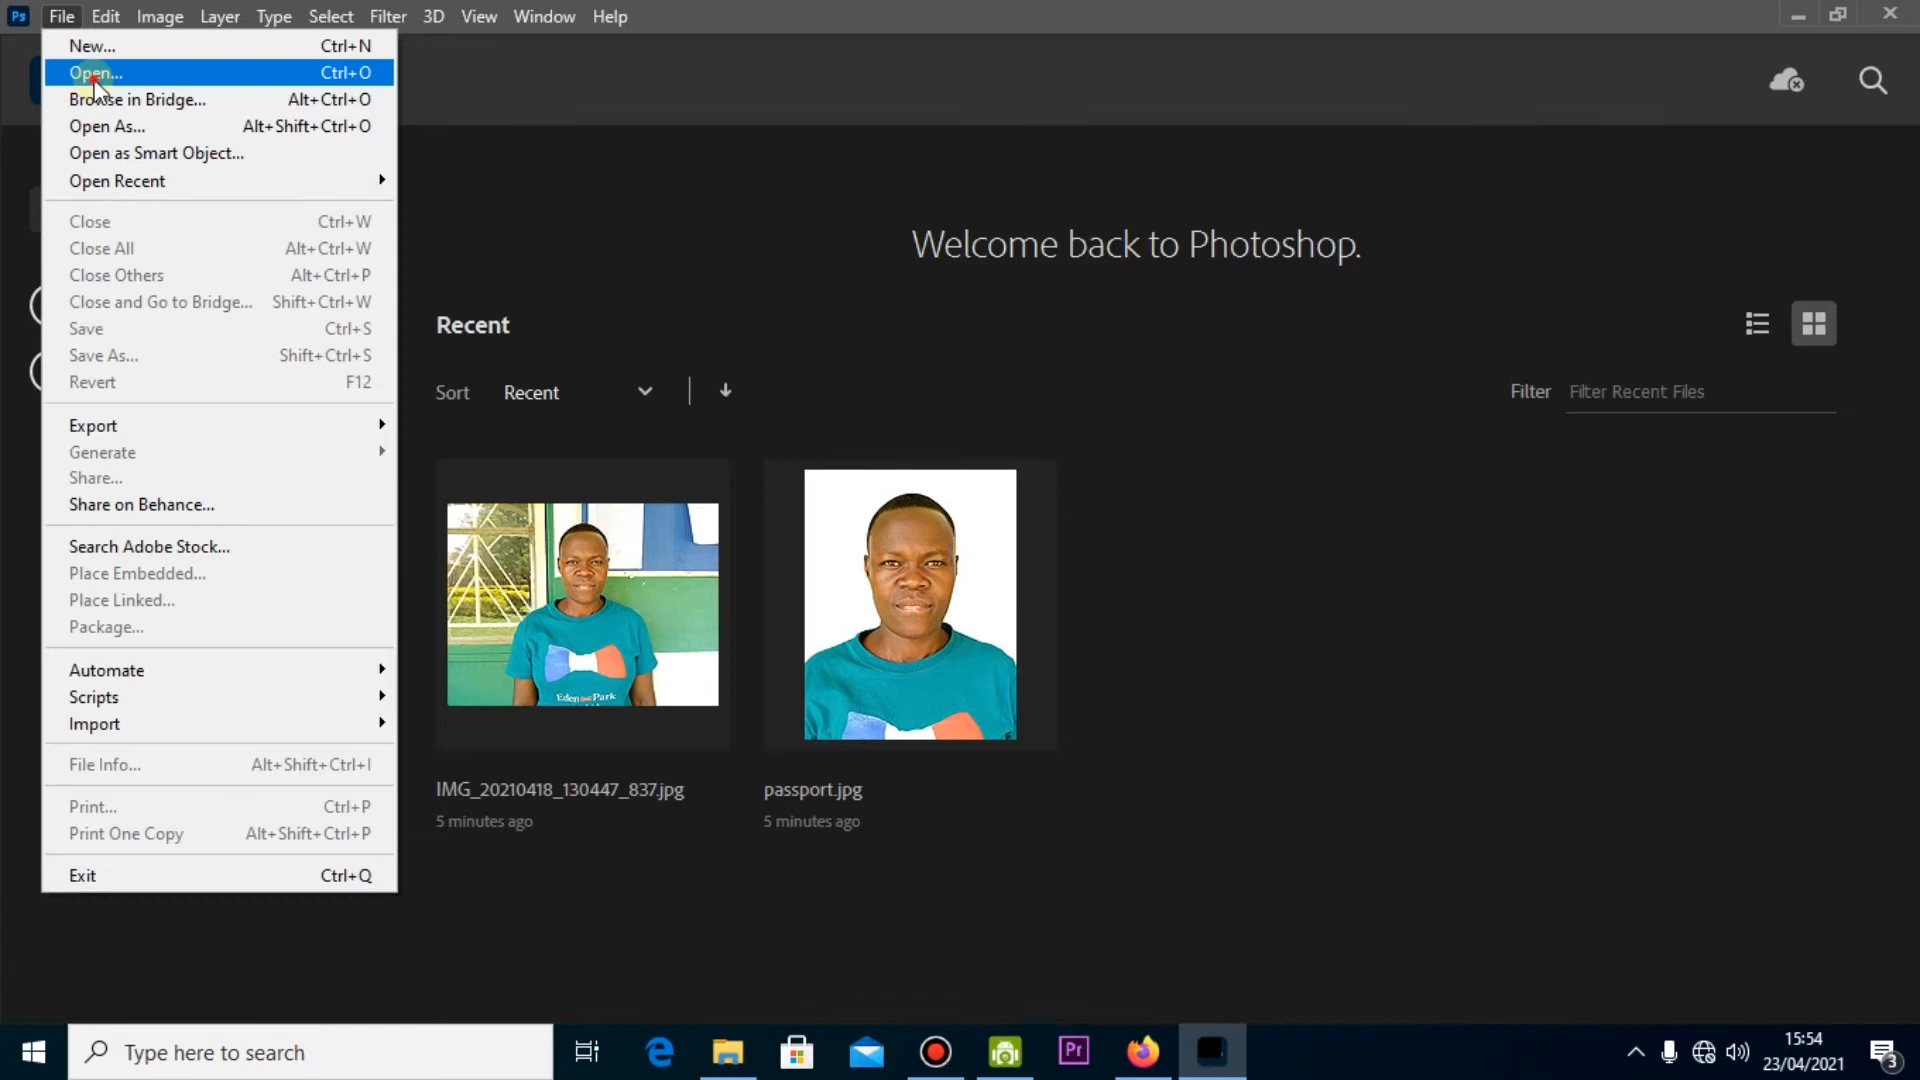 Ps File Edit Image Layer Type Select Filter 3D View Window Help
New... Ctrl+N
Open... Ctrl+O
Browse in Bridge... Alt+Ctrl+O
Open As... Alt+Shift+Ctrl+O
Open as Smart Object...
Open Recent
Close Ctrl+W
Close All Alt+Ctrl+W
Close Others Alt+Ctrl+P
Close and Go to Bridge... Shift+Ctrl+W
Save Ctrl+S
Save As... Shift+Ctrl+S
Revert F12
Export
Generate
Share...
Share on Behance...
Search Adobe Stock...
Place Embedded...
Place Linked...
Package...
Automate
Scripts
Import
File Info... Alt+Shift+Ctrl+I
Print... Ctrl+P
Print One Copy Alt+Shift+Ctrl+P
Exit Ctrl+Q
Welcome back to Photoshop.
Recent
Sort Recent
Filter Filter Recent Files
Eden Park
IMG_20210418_130447_837.jpg
5 minutes ago
passport.jpg
5 minutes ago
Type here to search
Pr
15:54
23/04/2021
3